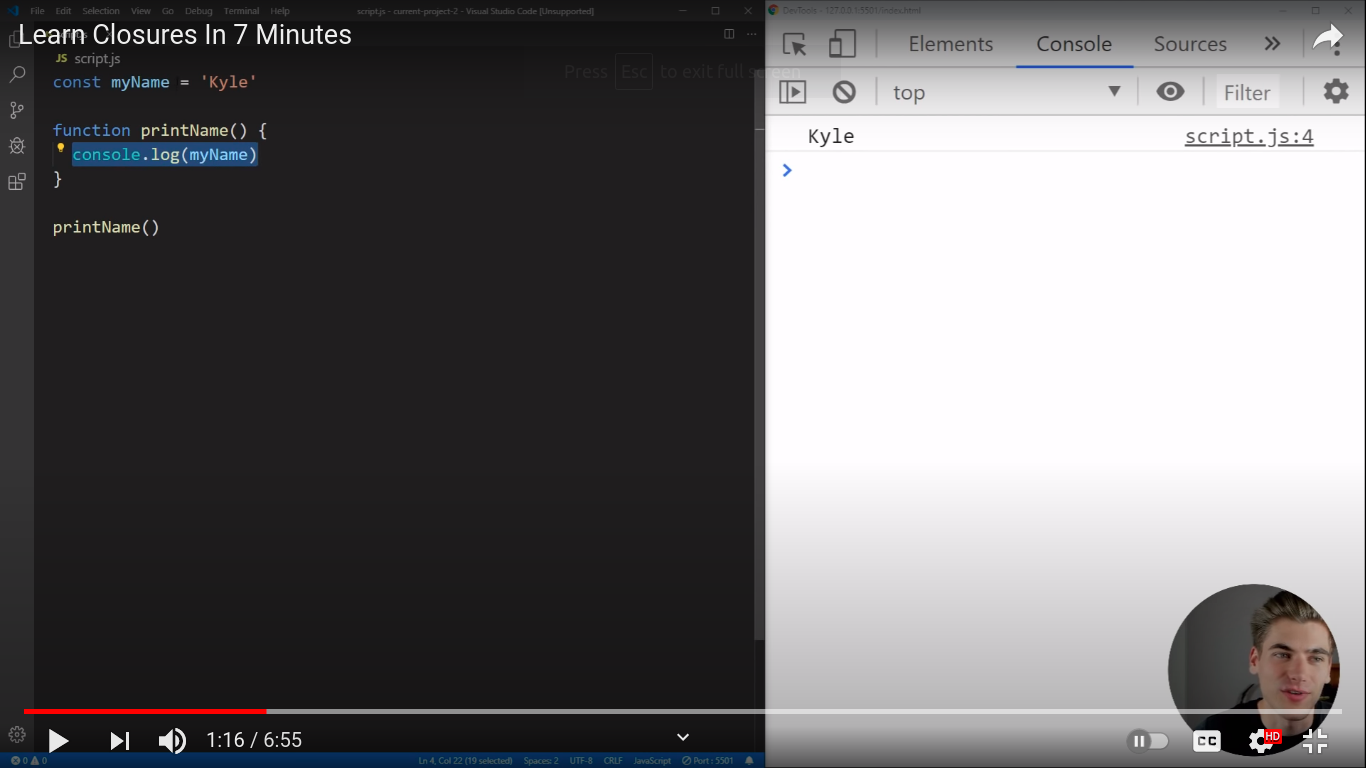 File Edit Selection View Go Debug Terminal Help
script.js - current-project-2 - Visual Studio Code [Unsupported]
DevTools - 127.0.0.1:5501/index.html
Learn Closures In 7 Minutes
Press Esc to exit full screen
JS script.js
const myName = 'Kyle'
function printName() {
console.log(myName)
}
printName()
Elements Console Sources
top Filter
Kyle script.js:4
1:16 / 6:55
CC HD
0 0
Ln 4, Col 22 (19 selected) Spaces: 2 UTF-8 CRLF JavaScript Port : 5501